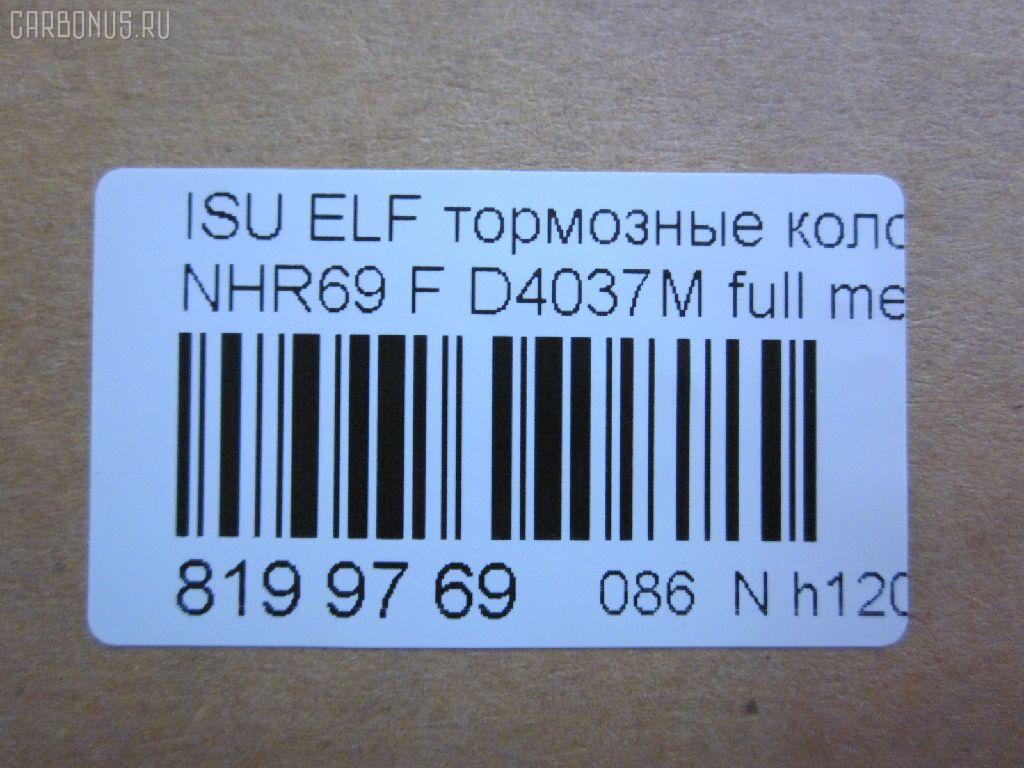 CARBONUS.RU
ISU ELF тормозные коло
NHR69 F D4037M full me
819 97 69 086 N h120